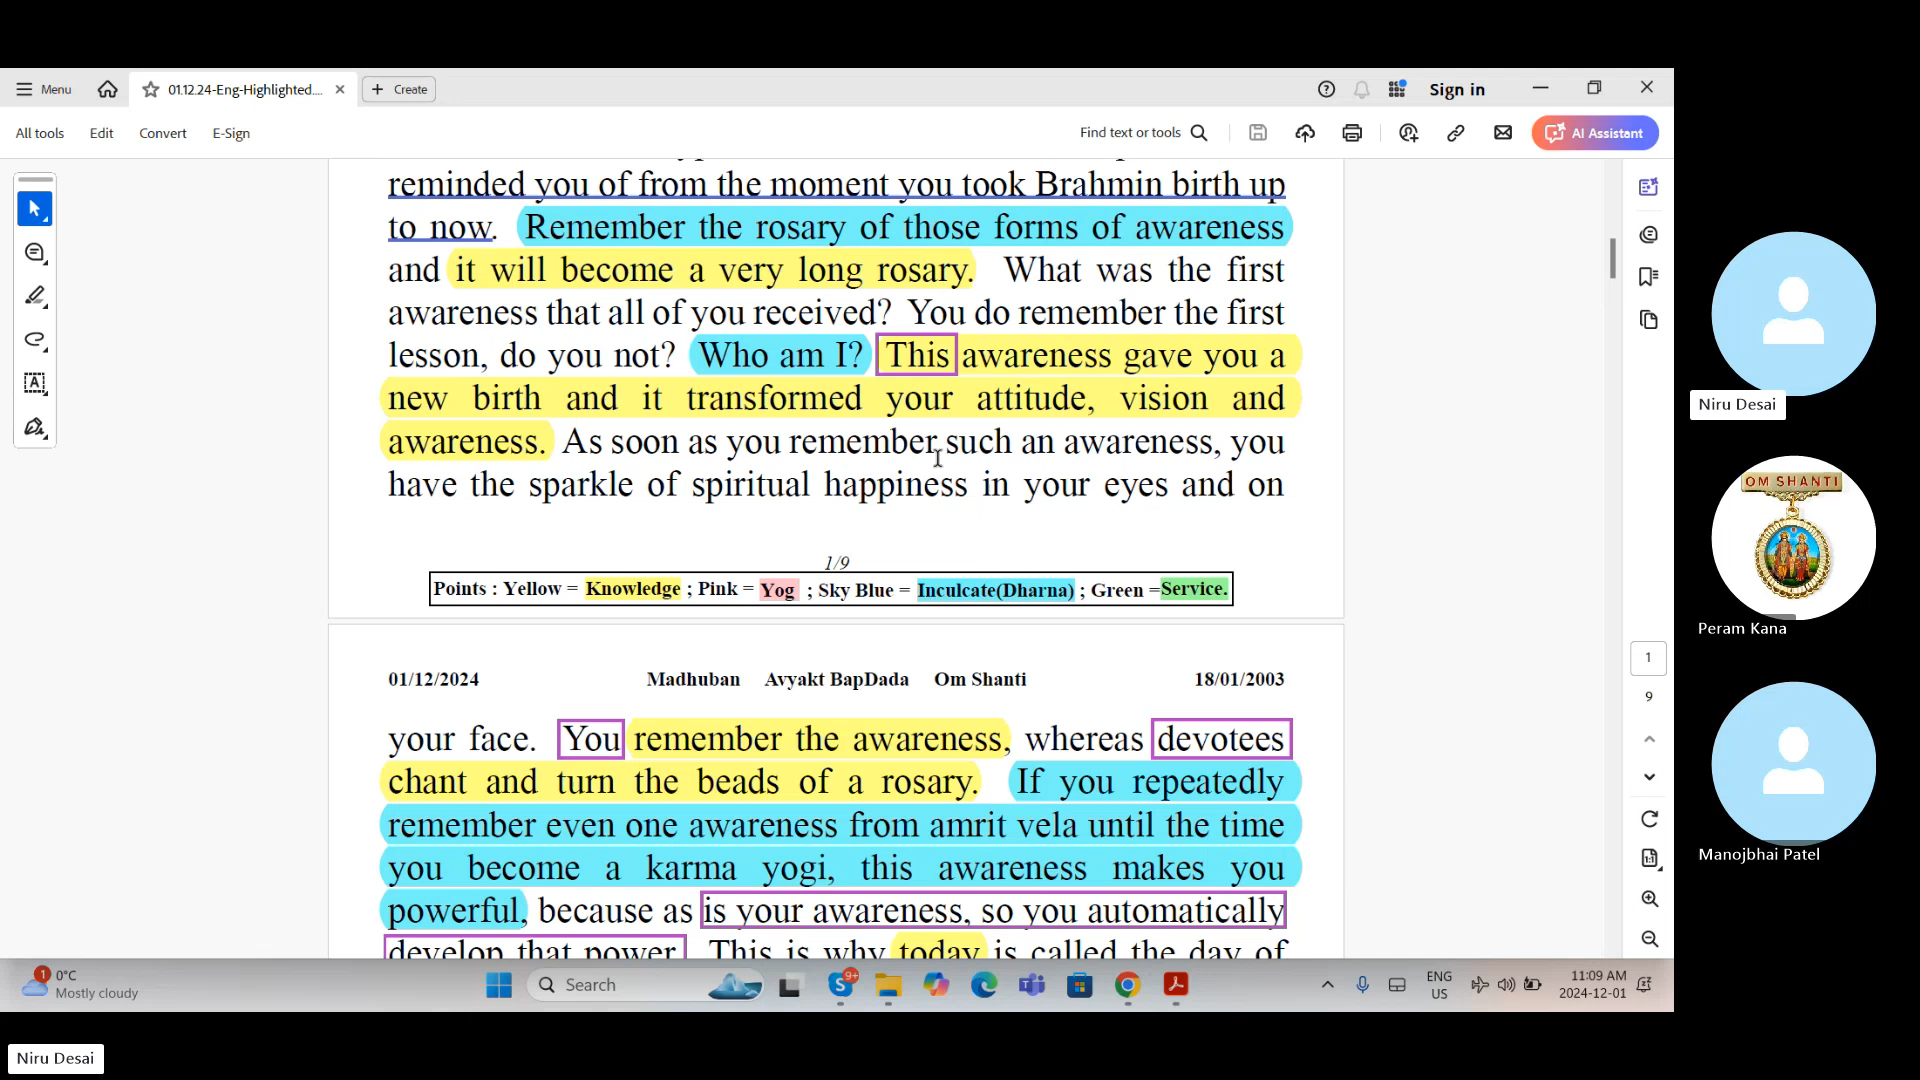 Menu
01.12.24-Eng-Highlighted....
Create
Sign in
All tools
Edit
Convert
E-Sign
Find text or tools
AI Assistant
reminded you of from the moment you took Brahmin birth up
to now. Remember the rosary of those forms of awareness
and it will become a very long rosary. What was the first
awareness that all of you received? You do remember the first
lesson, do you not? Who am I? This awareness gave you a
new birth and it transformed your attitude, vision and
awareness. As soon as you remember such an awareness, you
have the sparkle of spiritual happiness in your eyes and on
1/9
Points : Yellow = Knowledge ; Pink = Yog ; Sky Blue = Inculcate(Dharna) ; Green =Service.
01/12/2024 Madhuban Avyakt BapDada Om Shanti 18/01/2003
your face. You remember the awareness, whereas devotees
chant and turn the beads of a rosary. If you repeatedly
remember even one awareness from amrit vela until the time
you become a karma yogi, this awareness makes you
powerful, because as is your awareness, so you automatically
develop that power. This is why today is called the day of
1
9
Niru Desai
OM SHANTI
Peram Kana
Manojbhai Patel
1
0°C
Mostly cloudy
Search
9+
ENG
US
11:09 AM
2024-12-01
Niru Desai